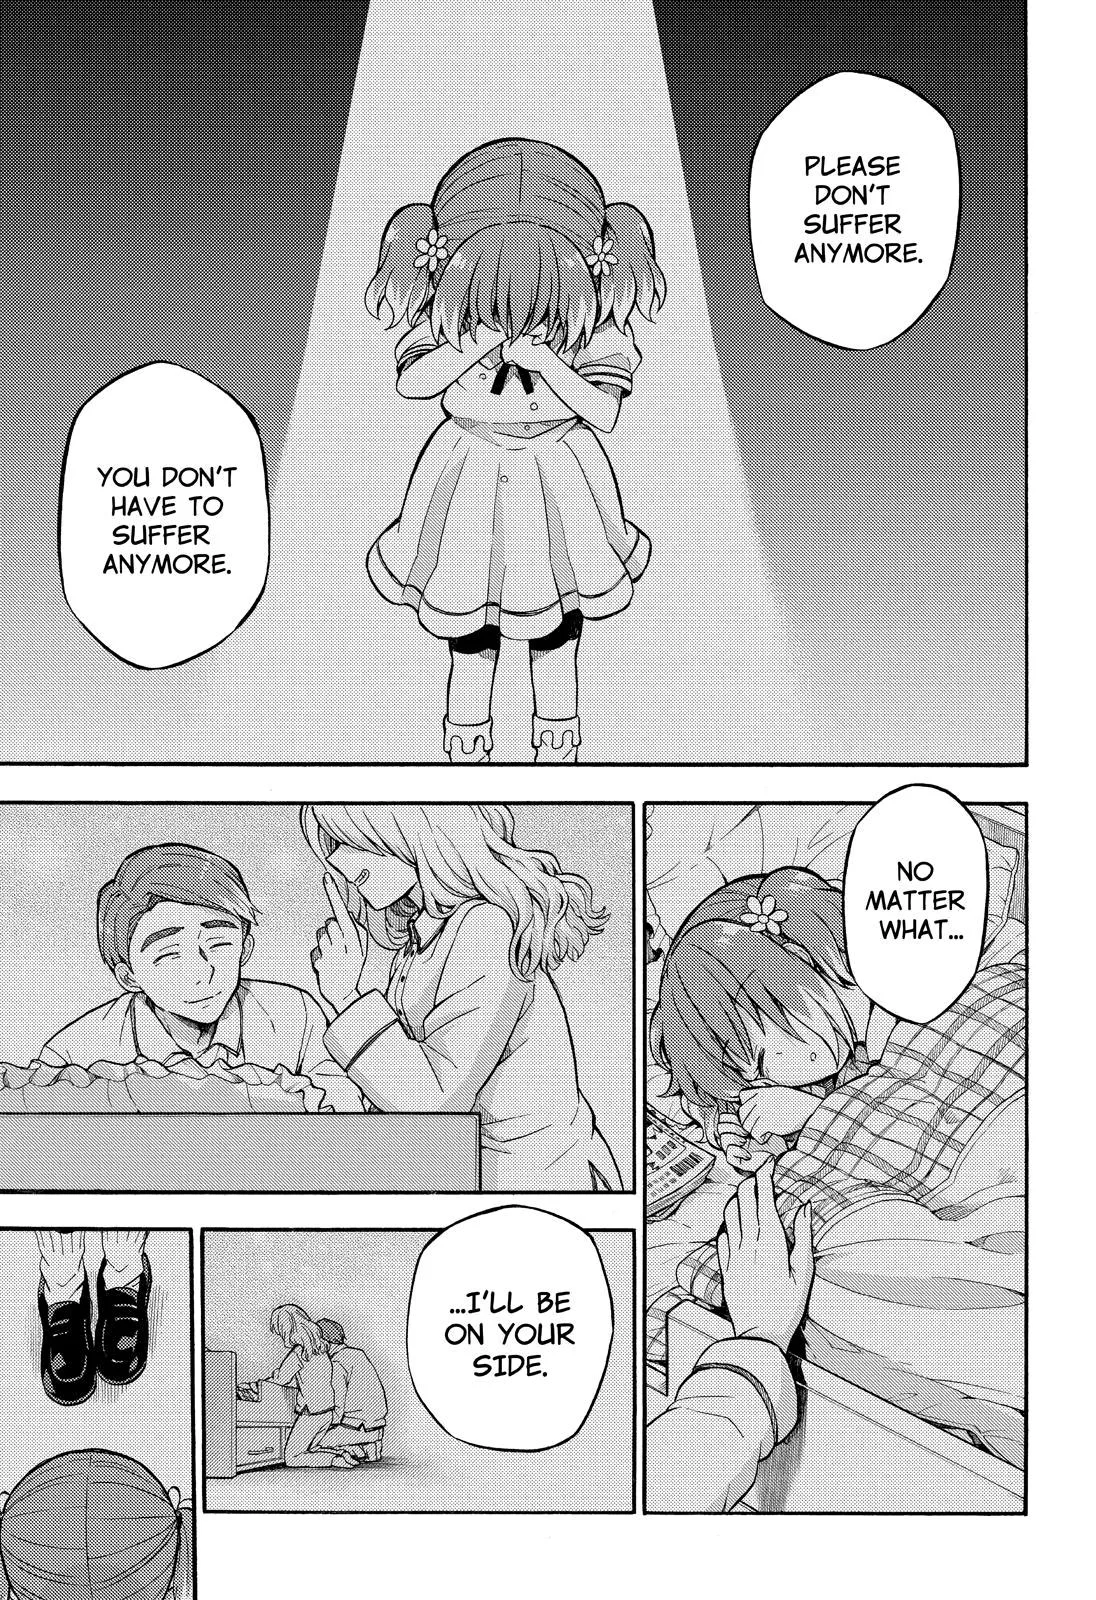 PLEASE
DON'T
SUFFER
ANYMORE.
YOU DON'T
HAVE TO
SUFFER
ANYMORE.
NO
MATTER
WHAT...
...I'LL BE
ON YOUR
SIDE.